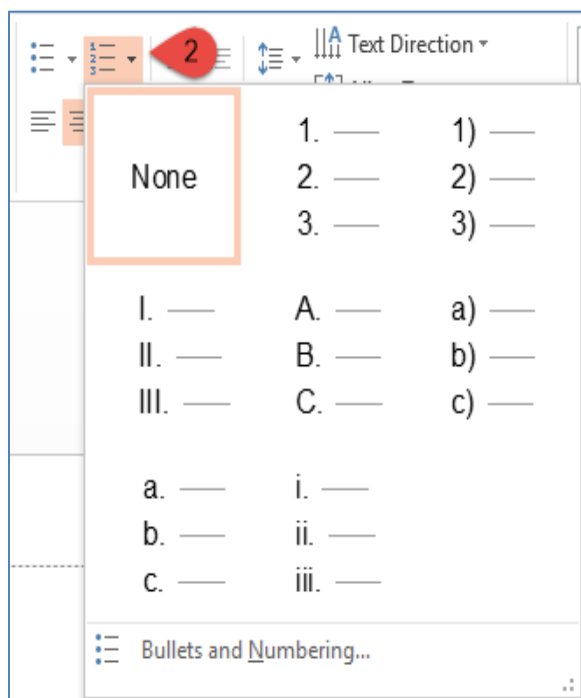 2
Text Direction
None
1.
2.
3.
1)
2)
3)
I.
II.
III.
A.
B.
C.
a)
b)
c)
a.
b.
c.
i.
ii.
iii.
Bullets and Numbering...